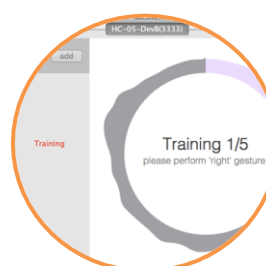 HC-05-DevB(3333)
add
Training
Training 1/5
please perform 'right' gesture